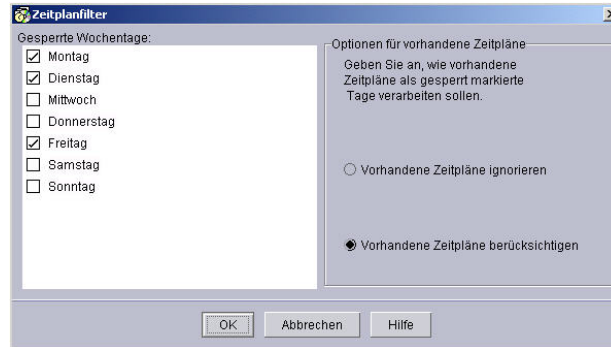 Zeitplanfilter
Gesperrte Wochentage:
Montag
Dienstag
Mittwoch
Donnerstag
Freitag
Samstag
Sonntag
Optionen für vorhandene Zeitpläne
Geben Sie an, wie vorhandene
Zeitpläne als gesperrt markierte
Tage verarbeiten sollen.
Vorhandene Zeitpläne ignorieren
Vorhandene Zeitpläne berücksichtigen
OK
Abbrechen
Hilfe